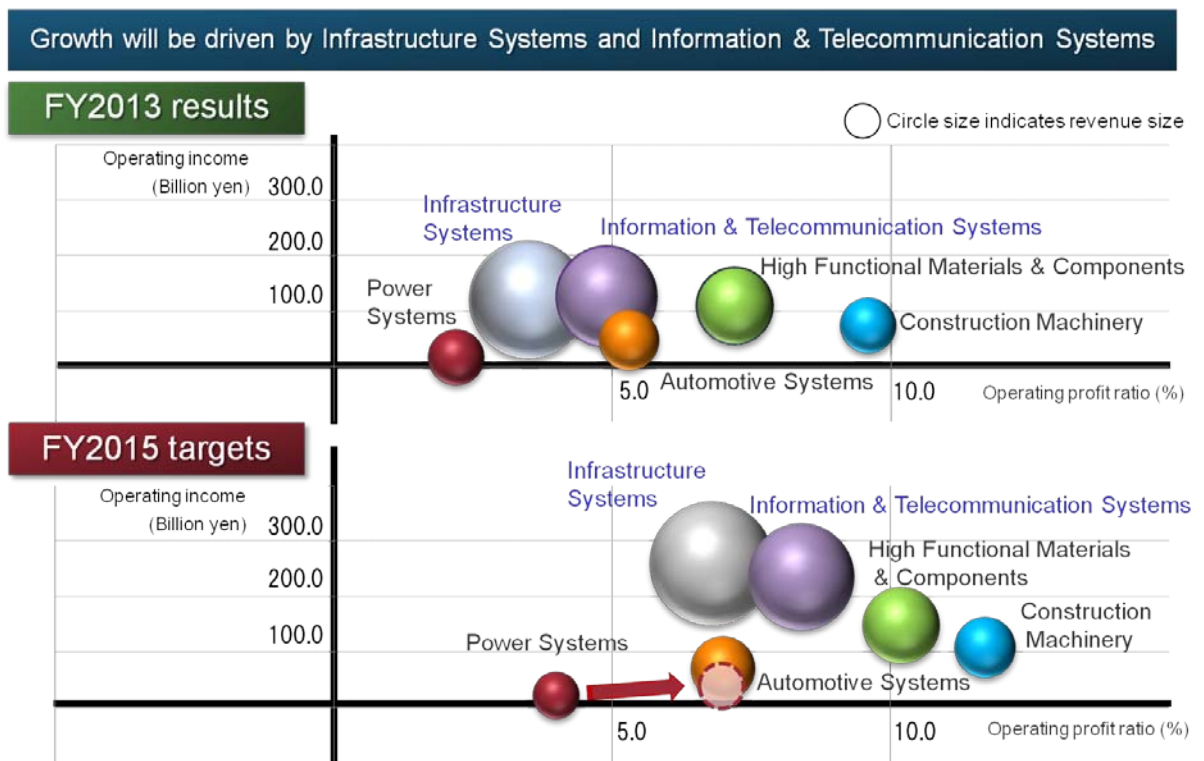 Growth will be driven by Infrastructure Systems and Information & Telecommunication Systems
FY2013 results
Circle size indicates revenue size
Operating income
(Billion yen)
300.0
Infrastructure
Systems
Information & Telecommunication Systems
200.0
High Functional Materials & Components
Power
Systems
100.0
Construction Machinery
Automotive Systems
5.0
10.0
Operating profit ratio (%)
FY2015 targets
Infrastructure
Systems
Operating income
(Billion yen)
Information & Telecommunication Systems
300.0
High Functional Materials
& Components
200.0
Construction
Machinery
100.0
Power Systems
Automotive Systems
5.0
10.0
Operating profit ratio (%)